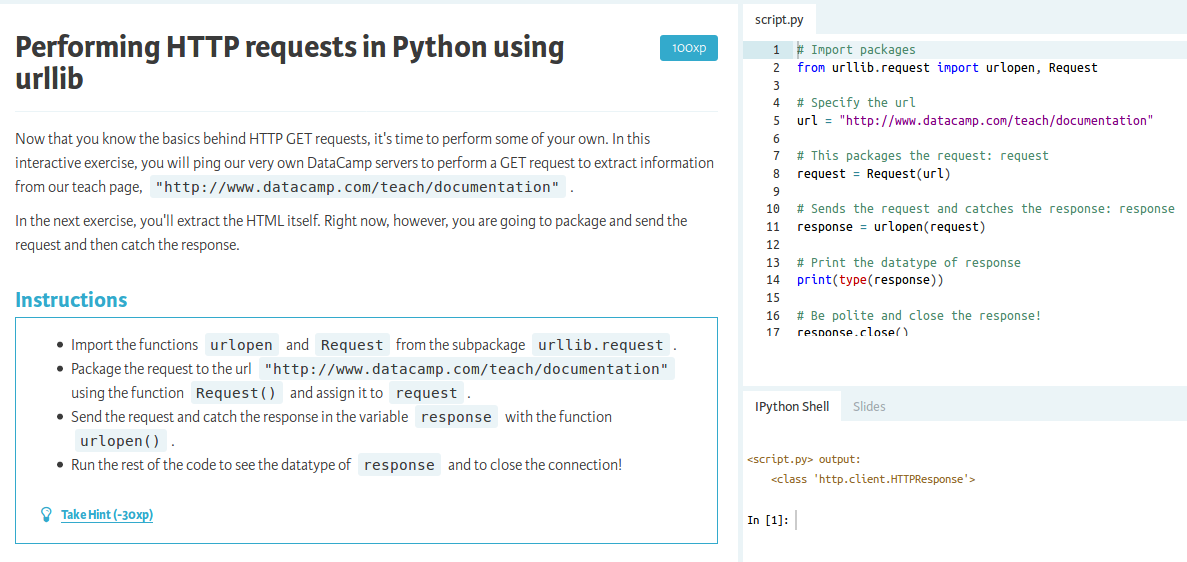 Performing HTTP requests in Python using
urllib
100xp
Now that you know the basics behind HTTP GET requests, it's time to perform some of your own. In this
interactive exercise, you will ping our very own DataCamp servers to perform a GET request to extract information
from our teach page, "http://www.datacamp.com/teach/documentation" .
In the next exercise, you'll extract the HTML itself. Right now, however, you are going to package and send the
request and then catch the response.
Instructions
• Import the functions urlopen and Request from the subpackage urllib.request .
• Package the request to the url "http://www.datacamp.com/teach/documentation"
using the function Request() and assign it to request .
• Send the request and catch the response in the variable response with the function
urlopen() .
• Run the rest of the code to see the datatype of response and to close the connection!
Take Hint (-30xp)
script.py
1 # Import packages
2 from urllib.request import urlopen, Request
3
4 # Specify the url
5 url = "http://www.datacamp.com/teach/documentation"
6
7 # This packages the request: request
8 request = Request(url)
9
10 # Sends the request and catches the response: response
11 response = urlopen(request)
12
13 # Print the datatype of response
14 print(type(response))
15
16 # Be polite and close the response!
17 response.close()
IPython Shell Slides
<script.py> output:
<class 'http.client.HTTPResponse'>
In [1]: